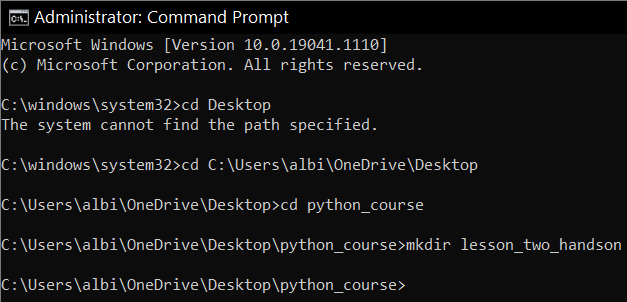 Administrator: Command Prompt
Microsoft Windows [Version 10.0.19041.1110]
(c) Microsoft Corporation. All rights reserved.
C:\windows\system32>cd Desktop
The system cannot find the path specified.
C:\windows\system32>cd C:\Users\albi\OneDrive\Desktop
C:\Users\albi\OneDrive\Desktop>cd python_course
C:\Users\albi\OneDrive\Desktop\python_course>mkdir lesson_two_handson
C:\Users\albi\OneDrive\Desktop\python_course>